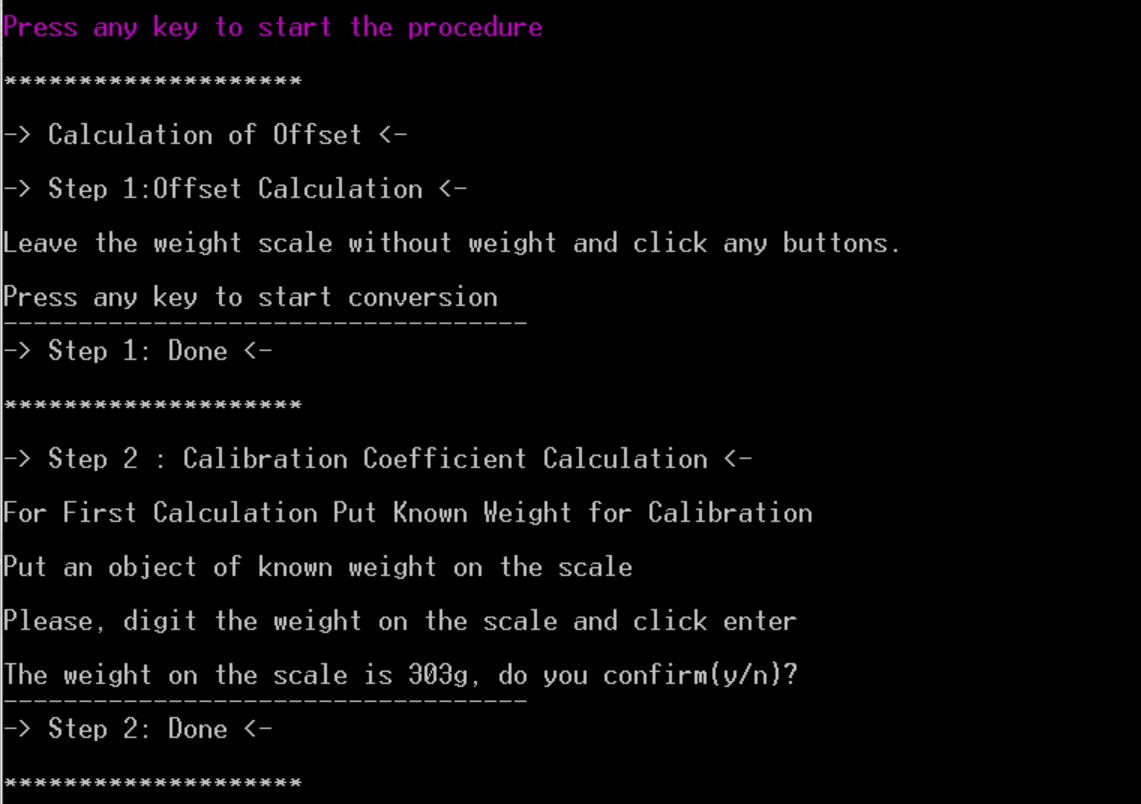 Press any key to start the procedure
********************
-> Calculation of Offset <-
-> Step 1:Offset Calculation <-
Leave the weight scale without weight and click any buttons.
Press any key to start conversion
-----------------------------------
-> Step 1: Done <-
********************
-> Step 2 : Calibration Coefficient Calculation <-
For First Calculation Put Known Weight for Calibration
Put an object of known weight on the scale
Please, digit the weight on the scale and click enter
The weight on the scale is 303g, do you confirm(y/n)?
-----------------------------------
-> Step 2: Done <-
********************